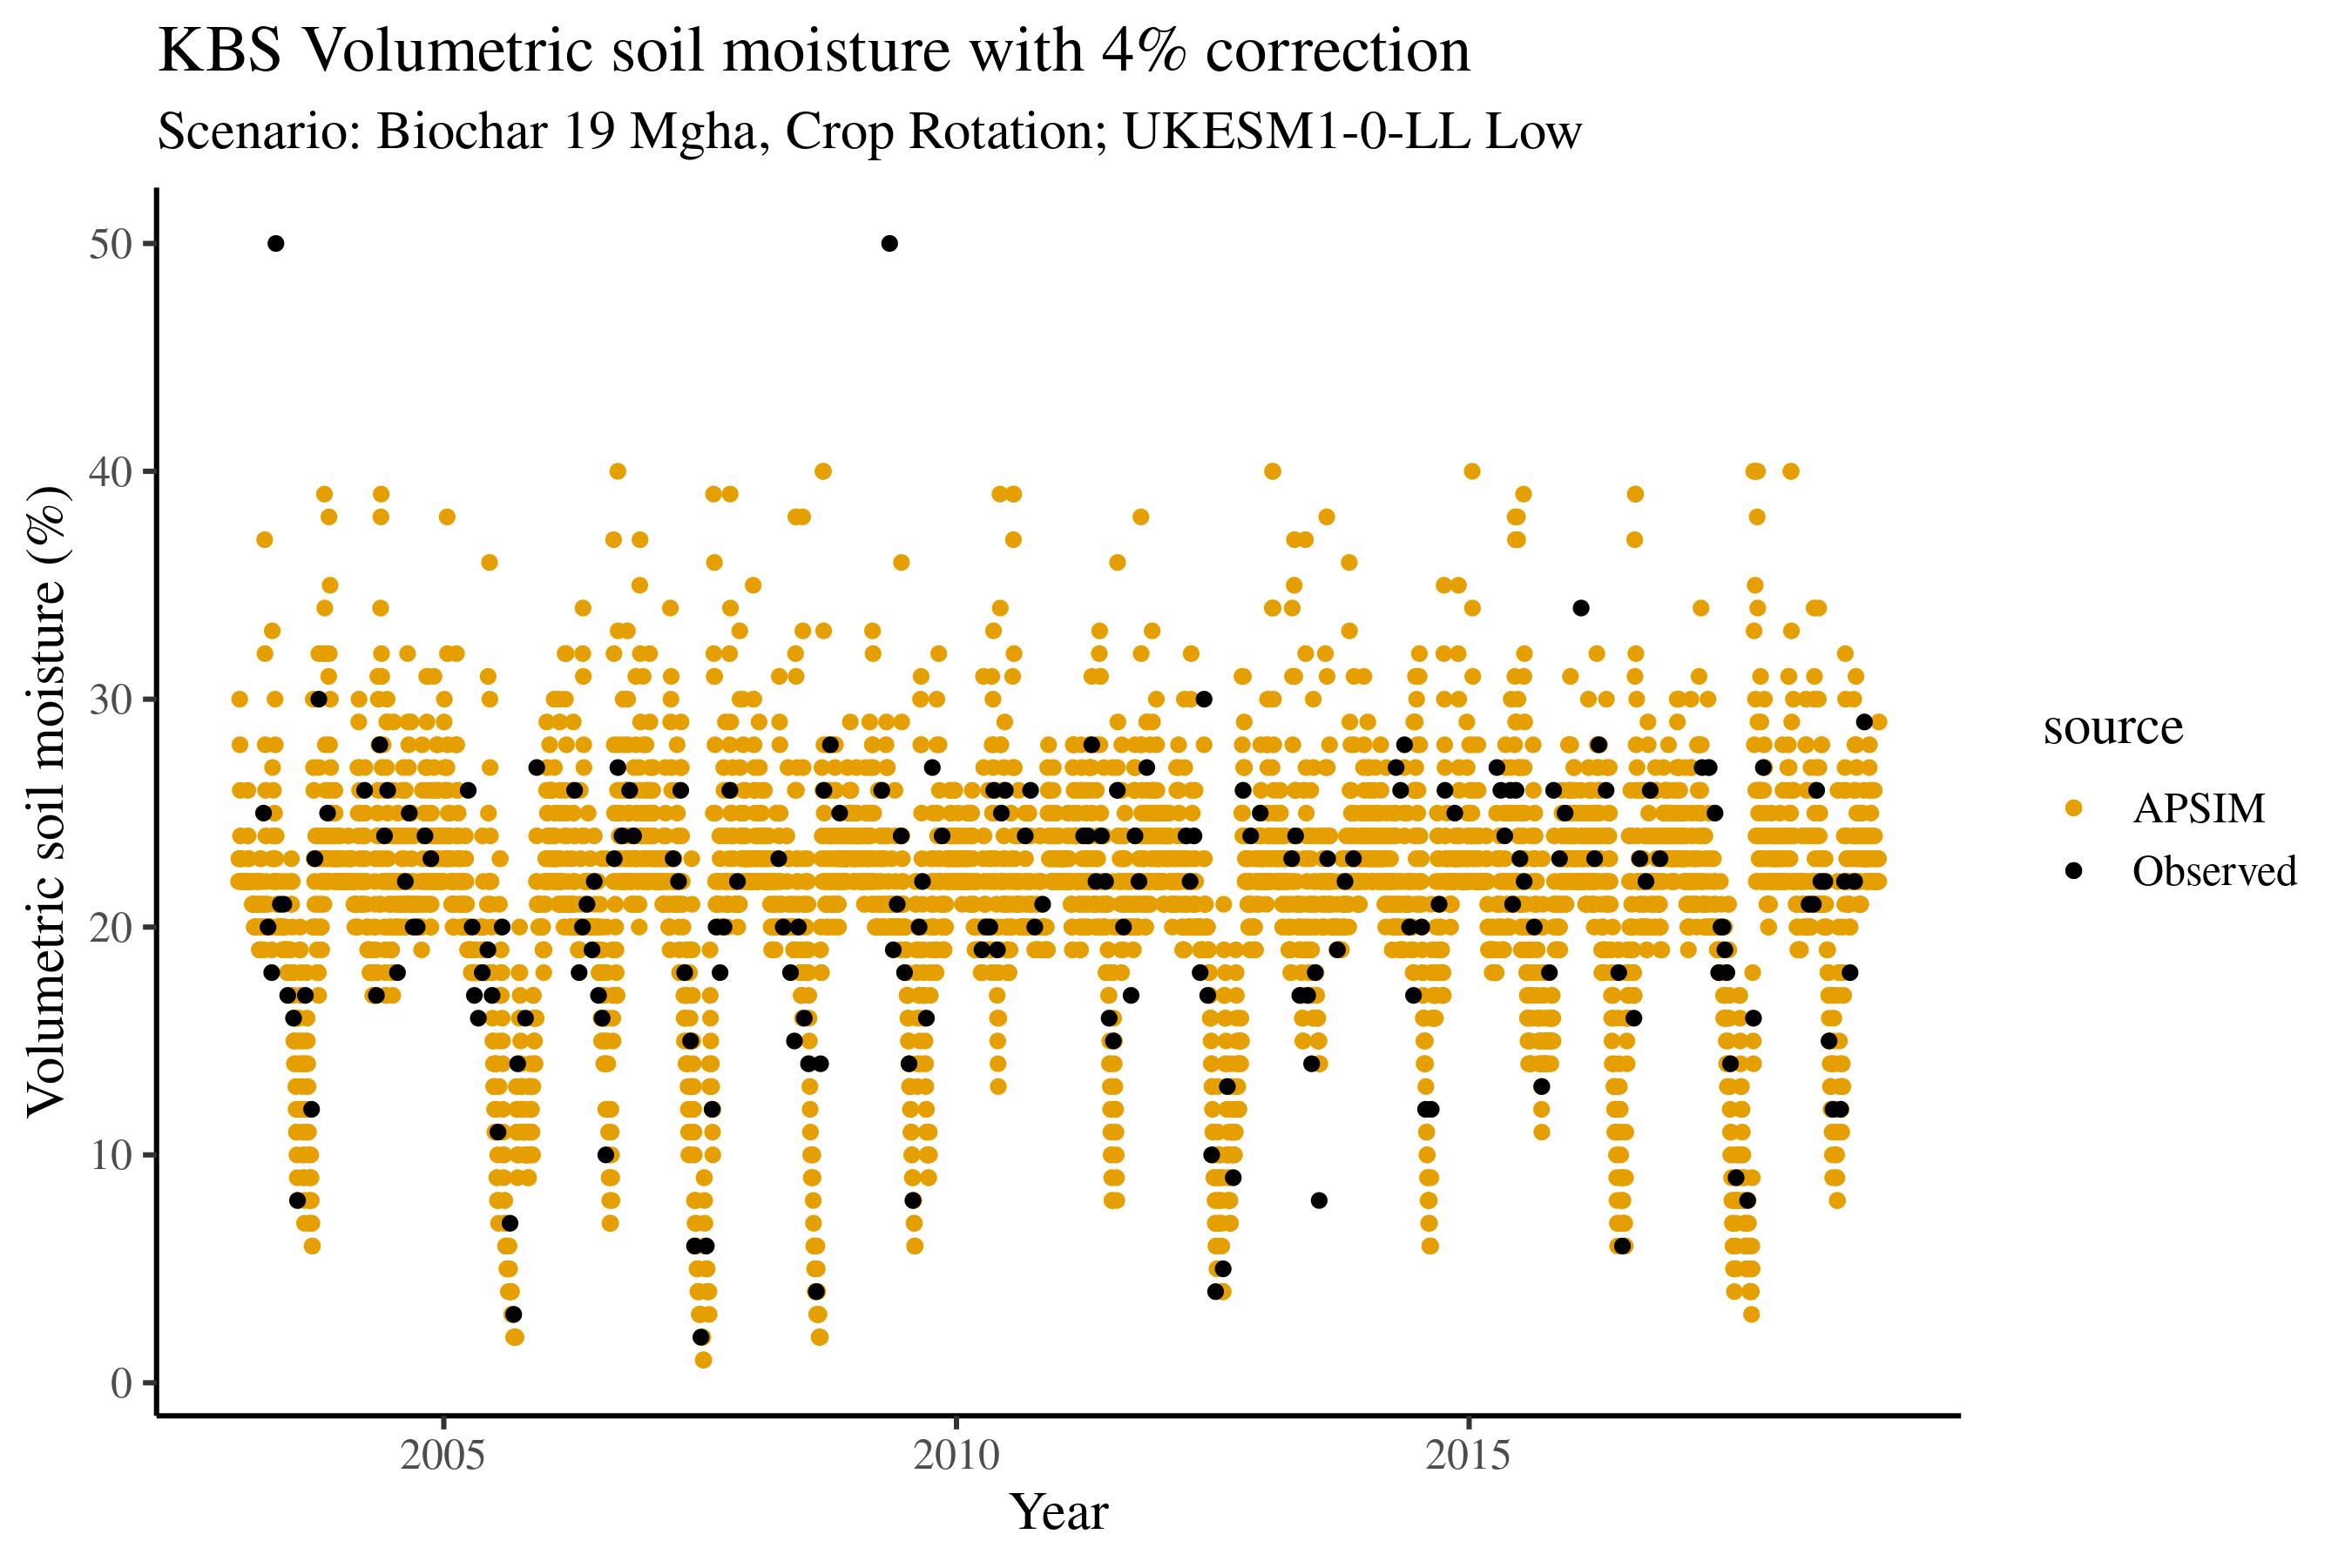 KBS Volumetric soil moisture with 4% correction
Scenario: Biochar 19 Mgha, Crop Rotation; UKESM1-0-LL Low
Volumetric soil moisture (%)
50
40
30
20
10
0
2005
2010
2015
Year
source
APSIM
Observed